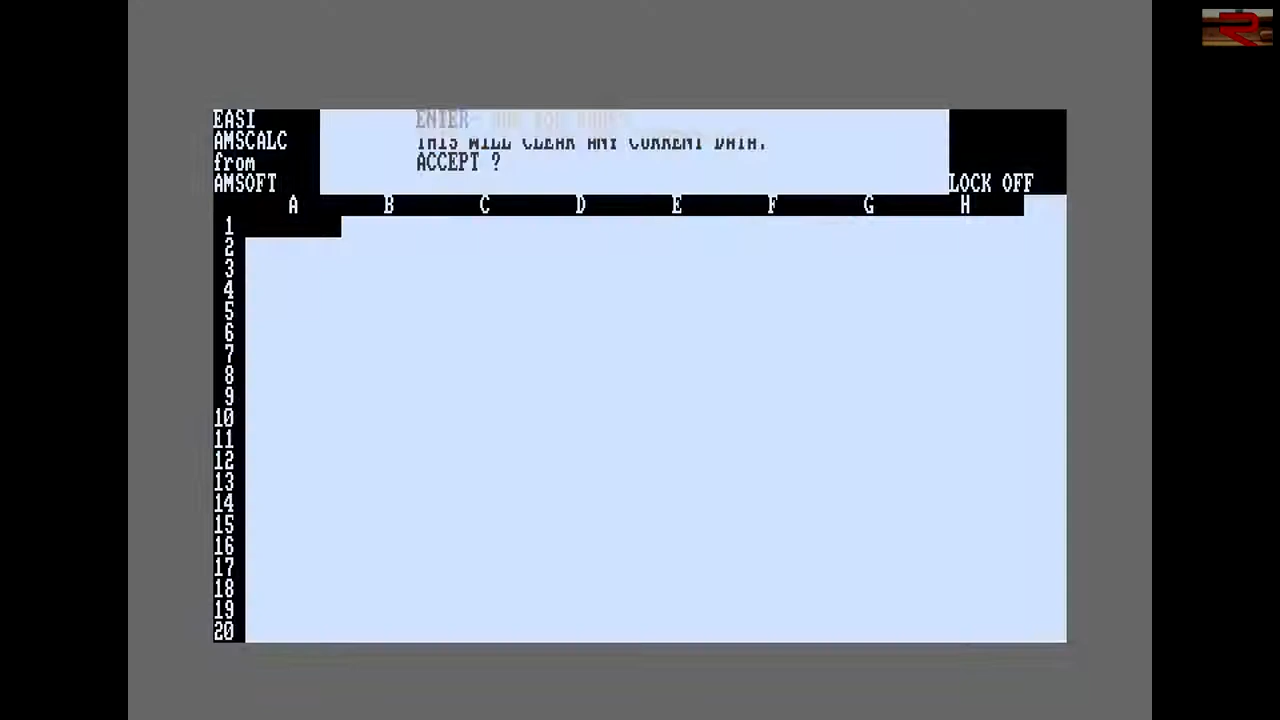 EASI
AMSCALC
from
AMSOFT
ENTER-
THIS WILL CLEAR ANY CURRENT DATA.
ACCEPT ?
LOCK OFF
A B C D E F G H
1
2
3
4
5
6
7
8
9
10
11
12
13
14
15
16
17
18
19
20
R